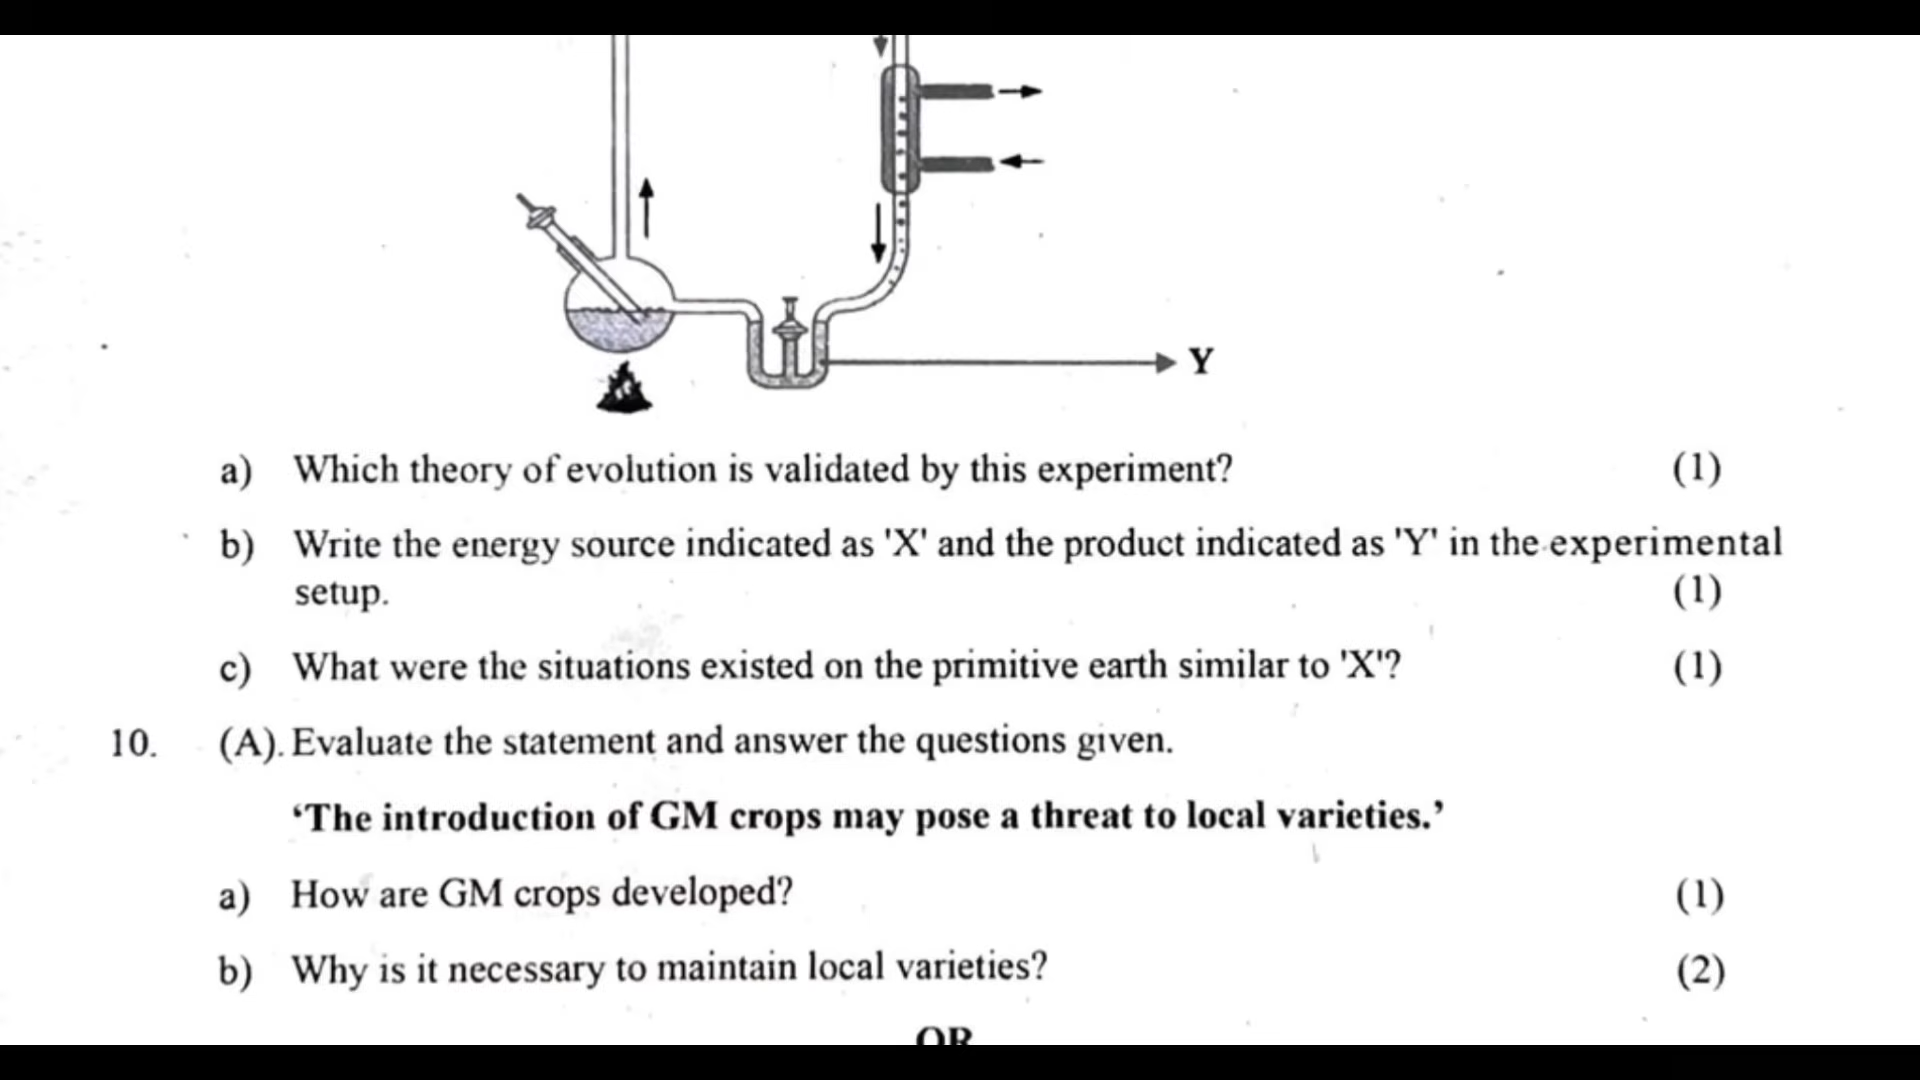 Y
a) Which theory of evolution is validated by this experiment? (1)
b) Write the energy source indicated as 'X' and the product indicated as 'Y' in the experimental
setup. (1)
c) What were the situations existed on the primitive earth similar to 'X'? (1)
10. (A). Evaluate the statement and answer the questions given.
‘The introduction of GM crops may pose a threat to local varieties.’
a) How are GM crops developed? (1)
b) Why is it necessary to maintain local varieties? (2)
OR